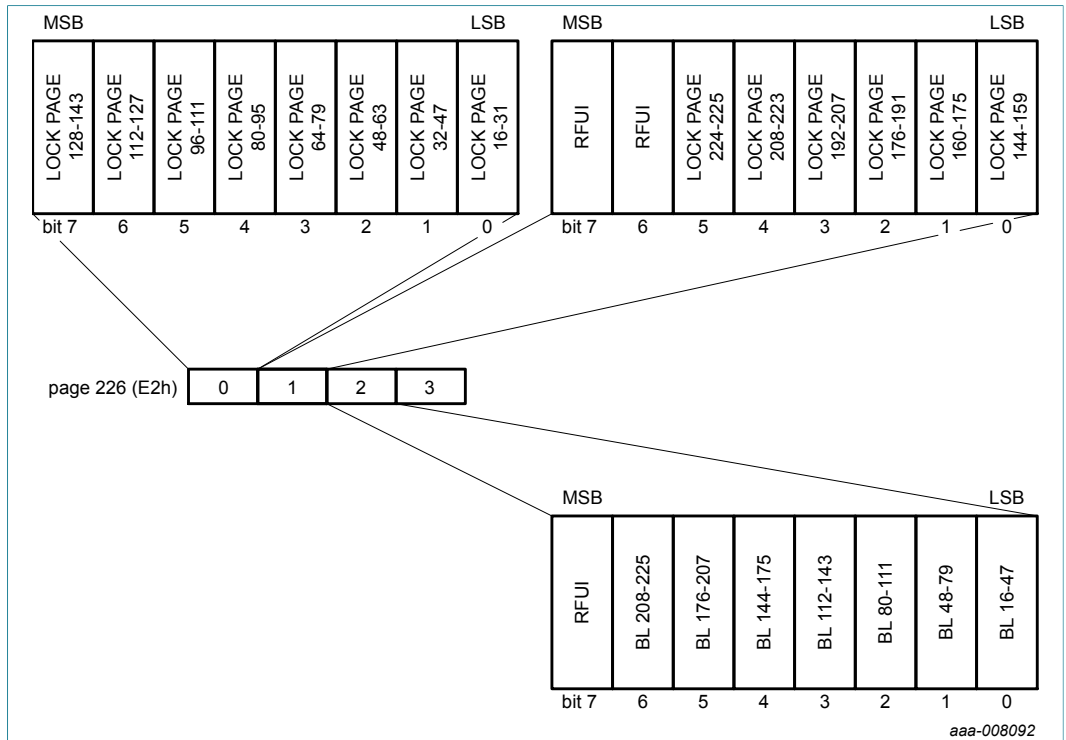 MSB LSB
LOCK PAGE 128-143
LOCK PAGE 112-127
LOCK PAGE 96-111
LOCK PAGE 80-95
LOCK PAGE 64-79
LOCK PAGE 48-63
LOCK PAGE 32-47
LOCK PAGE 16-31
bit 7 6 5 4 3 2 1 0
MSB LSB
RFUI
RFUI
LOCK PAGE 224-225
LOCK PAGE 208-223
LOCK PAGE 192-207
LOCK PAGE 176-191
LOCK PAGE 160-175
LOCK PAGE 144-159
bit 7 6 5 4 3 2 1 0
page 226 (E2h) 0 1 2 3
MSB LSB
RFUI
BL 208-225
BL 176-207
BL 144-175
BL 112-143
BL 80-111
BL 48-79
BL 16-47
bit 7 6 5 4 3 2 1 0
aaa-008092